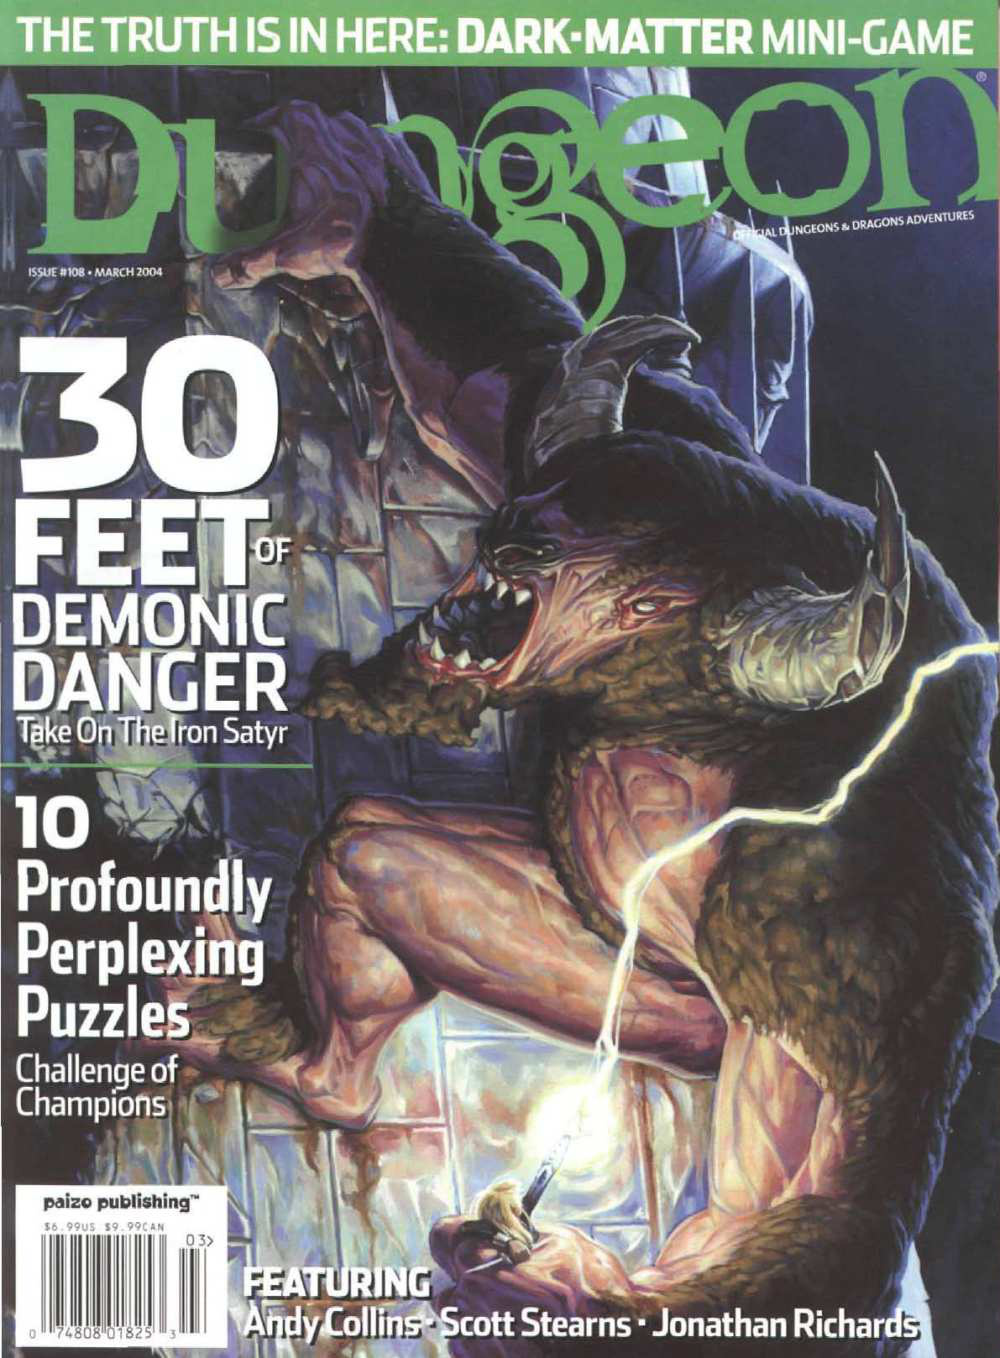 THE TRUTH IS IN HERE: DARK•MATTER MINI-GAME
Dungeon®
OFFICIAL DUNGEONS & DRAGONS ADVENTURES
ISSUE #108 • MARCH 2004
30
FEET OF
DEMONIC
DANGER
Take On The Iron Satyr
10
Profoundly
Perplexing
Puzzles
Challenge of
Champions
paizo publishing™
$6.99US $9.99CAN
03>
0 74808 01825 3
FEATURING
Andy Collins • Scott Stearns • Jonathan Richards